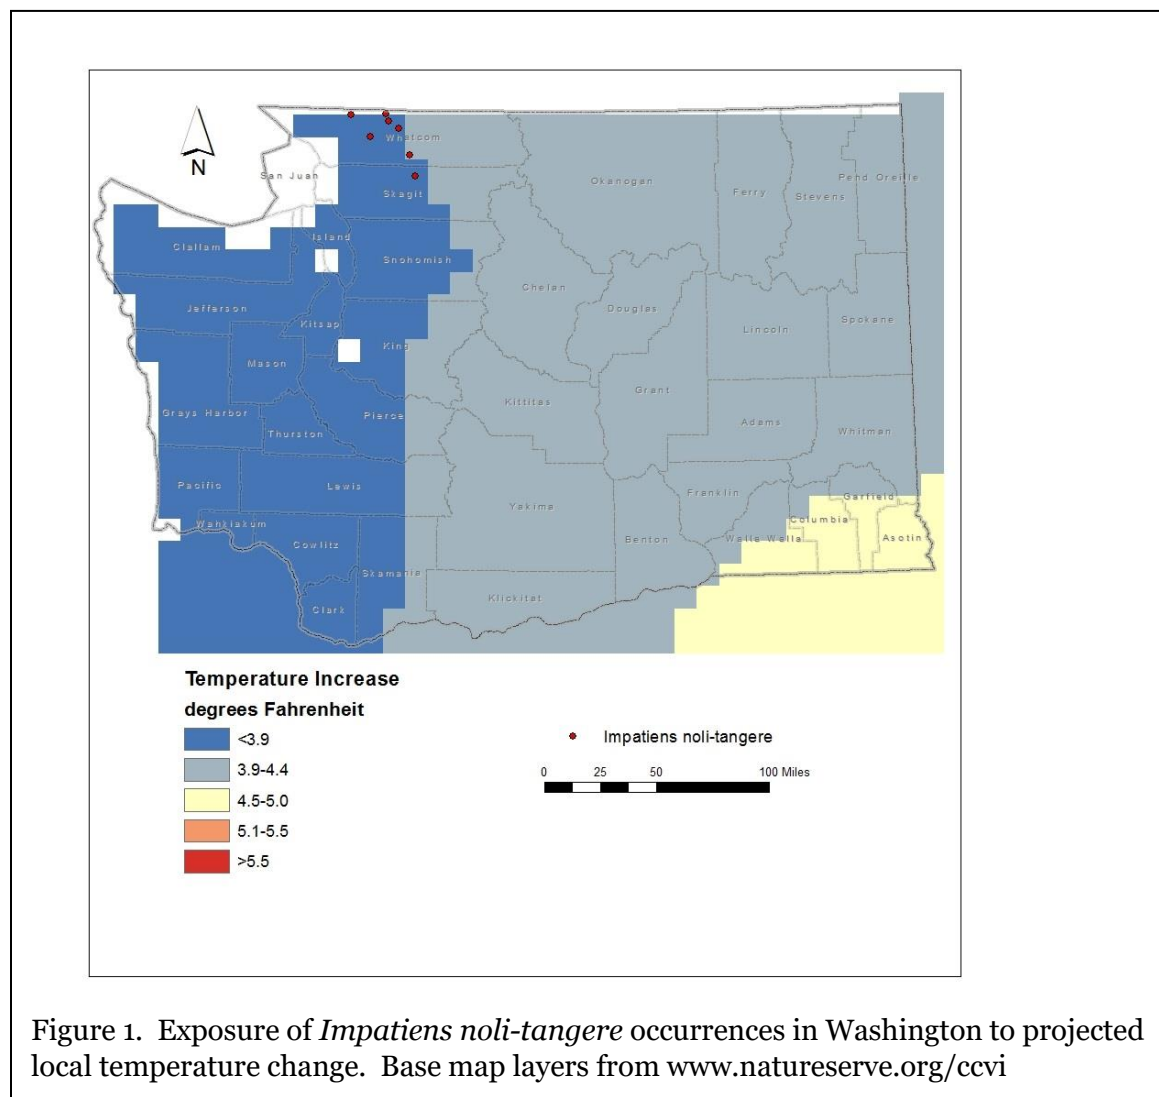 N
Whatcom
San Juan
Skagit
Okanogan
Ferry
Stevens
Pend Oreille
Clallam
Island
Snohomish
Chelan
Douglas
Lincoln
Spokane
Jefferson
Kitsap
King
Mason
Grays Harbor
Thurston
Pierce
Kittitas
Grant
Adams
Whitman
Pacific
Lewis
Yakima
Franklin
Garfield
Columbia
Asotin
Wahkiakum
Cowlitz
Skamania
Benton
Walla Walla
Clark
Klickitat
Temperature Increase
degrees Fahrenheit
<3.9
3.9-4.4
4.5-5.0
5.1-5.5
>5.5
Impatiens noli-tangere
0 25 50 100 Miles
Figure 1. Exposure of Impatiens noli-tangere occurrences in Washington to projected
local temperature change. Base map layers from www.natureserve.org/ccvi